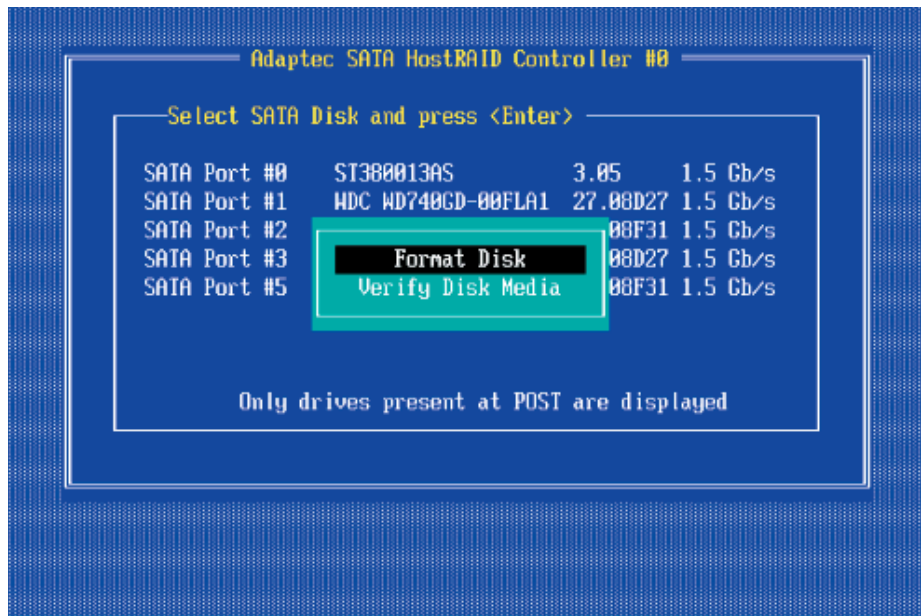 Adaptec SATA HostRAID Controller #0
Select SATA Disk and press <Enter>
SATA Port #0 ST380013AS 3.05 1.5 Gb/s
SATA Port #1 WDC WD740GD-00FLA1 27.08D27 1.5 Gb/s
SATA Port #2 08F31 1.5 Gb/s
SATA Port #3 08D27 1.5 Gb/s
SATA Port #5 08F31 1.5 Gb/s
Format Disk
Verify Disk Media
Only drives present at POST are displayed